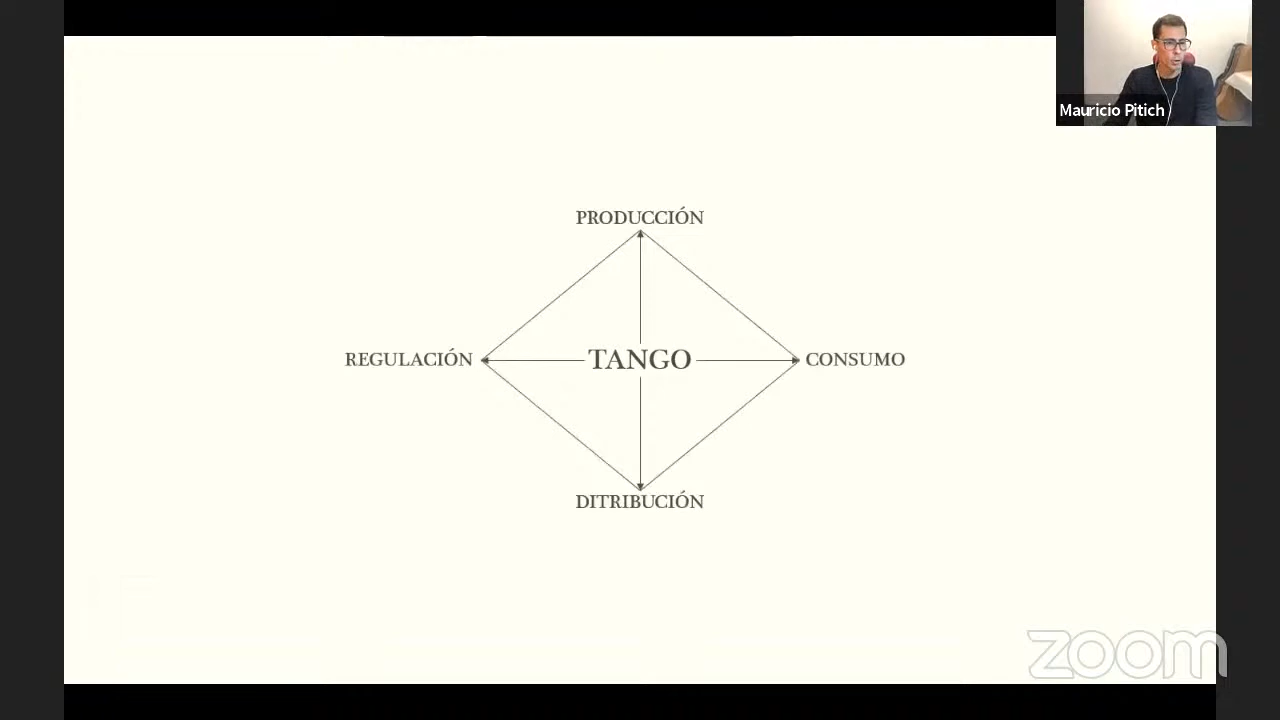 Mauricio Pitich
PRODUCCIÓN
REGULACIÓN
TANGO
CONSUMO
DITRIBUCIÓN
zoom